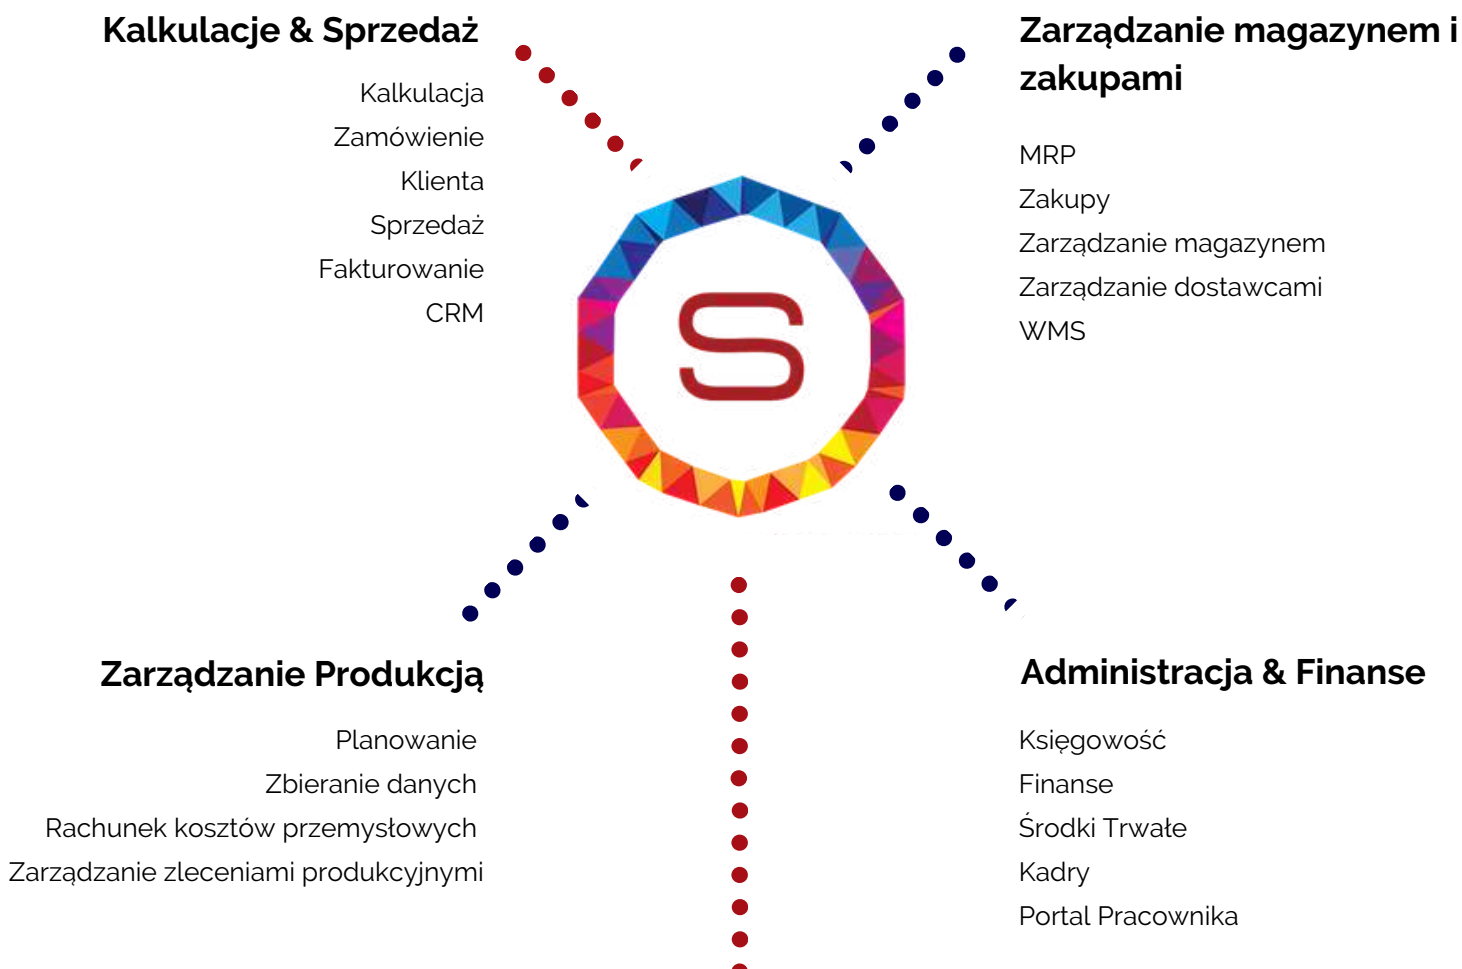 Kalkulacje & Sprzedaż
Kalkulacja
Zamówienie
Klienta
Sprzedaż
Fakturowanie
CRM
Zarządzanie magazynem i
zakupami
MRP
Zakupy
Zarządzanie magazynem
Zarządzanie dostawcami
WMS
S
Zarządzanie Produkcją
Planowanie
Zbieranie danych
Rachunek kosztów przemysłowych
Zarządzanie zleceniami produkcyjnymi
Administracja & Finanse
Księgowość
Finanse
Środki Trwałe
Kadry
Portal Pracownika